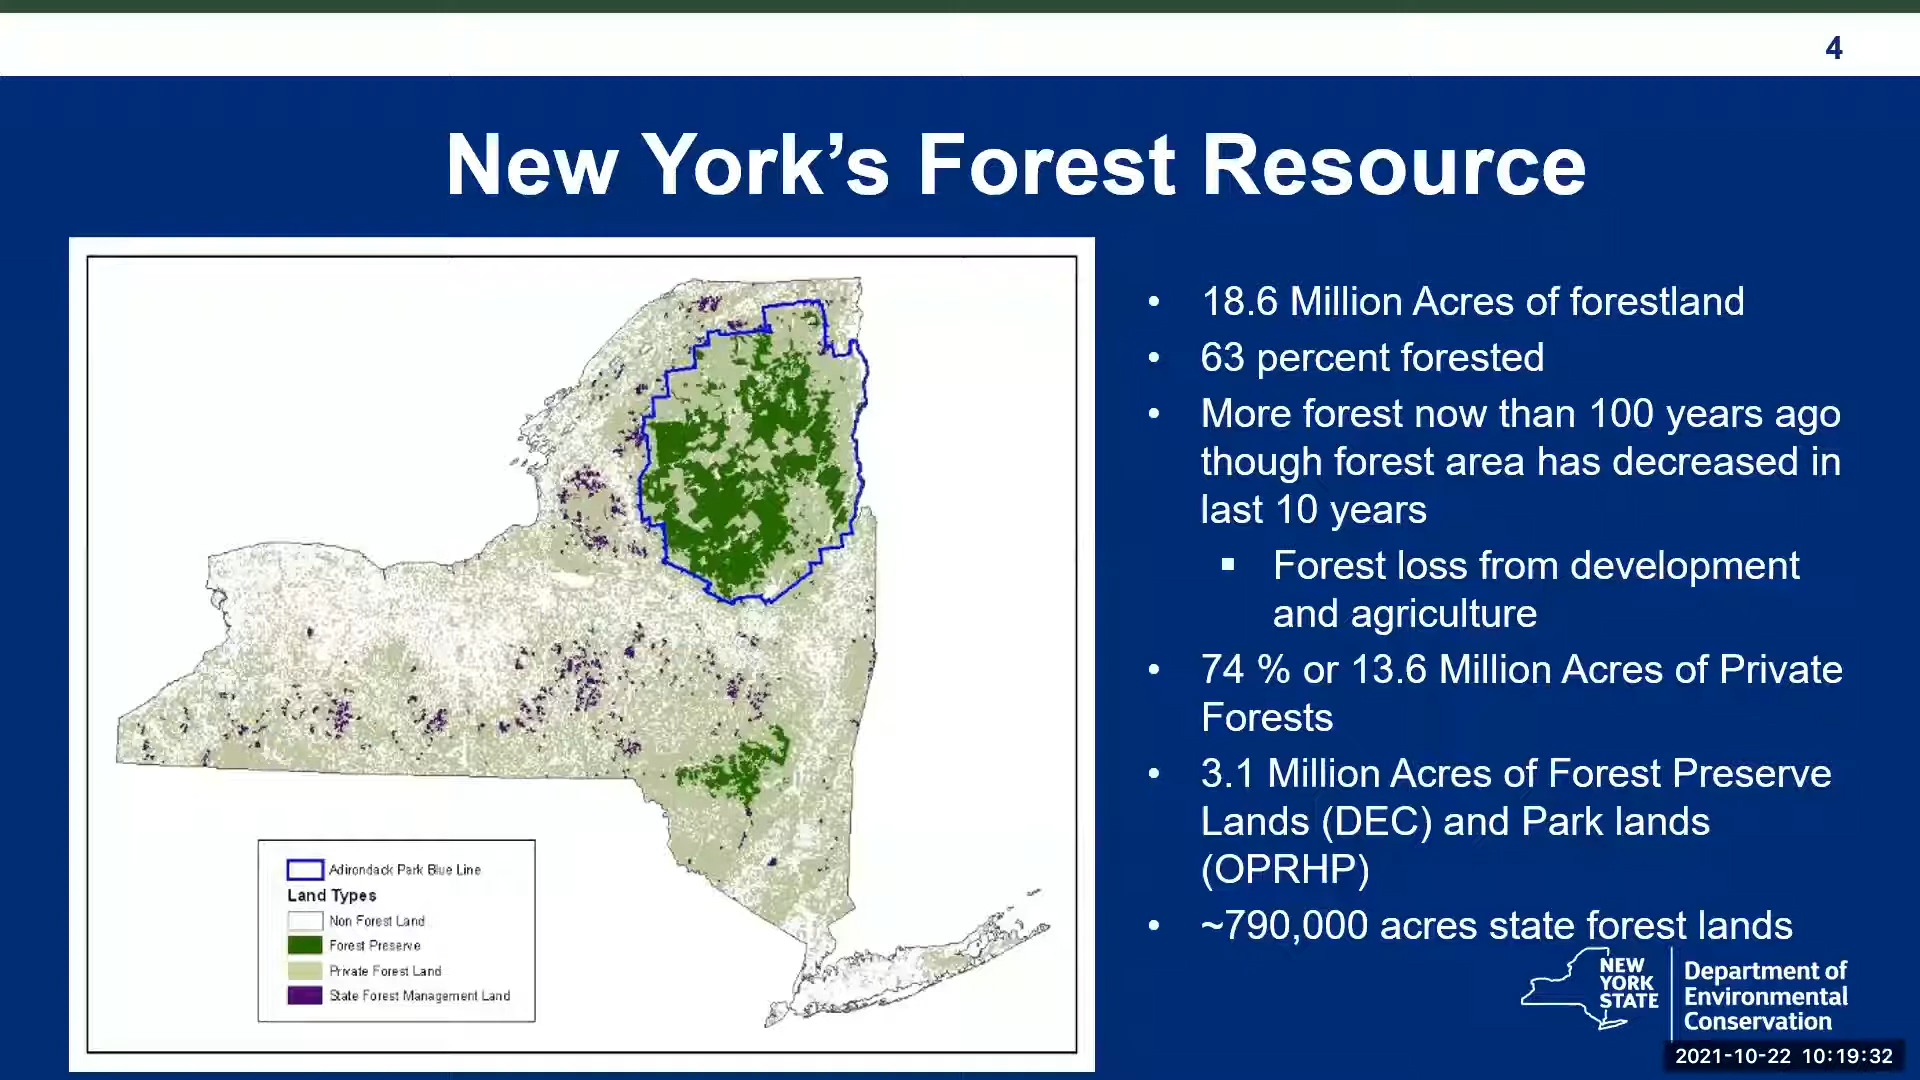 4
New York’s Forest Resource
• 18.6 Million Acres of forestland
• 63 percent forested
• More forest now than 100 years ago
though forest area has decreased in
last 10 years
▪ Forest loss from development
and agriculture
• 74 % or 13.6 Million Acres of Private
Forests
• 3.1 Million Acres of Forest Preserve
Lands (DEC) and Park lands
(OPRHP)
• ~790,000 acres state forest lands
Adirondack Park Blue Line
Land Types
Non Forest Land
Forest Preserve
Private Forest Land
State Forest Management Land
NEW
YORK
STATE
Department of
Environmental
Conservation
2021-10-22 10:19:32